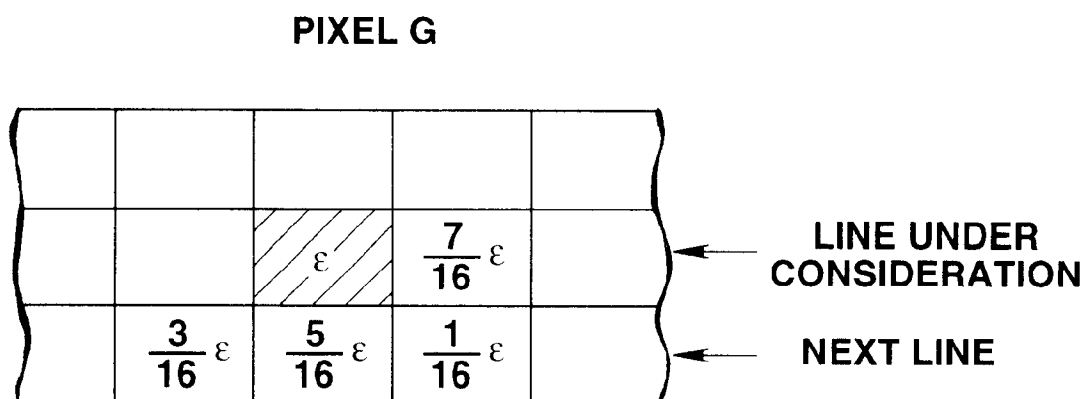 PIXEL G
ε
7/16 ε
LINE UNDER
CONSIDERATION
3/16 ε
5/16 ε
1/16 ε
NEXT LINE